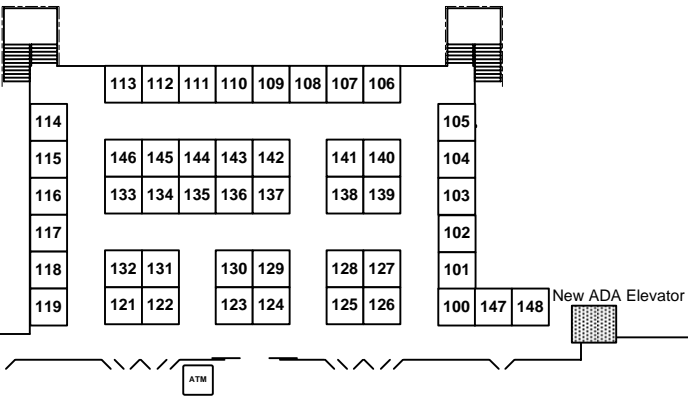 113 112 111 110 109 108 107 106
114 105
115 146 145 144 143 142 141 140 104
116 133 134 135 136 137 138 139 103
117 102
118 132 131 130 129 128 127 101
119 121 122 123 124 125 126 100 147 148 New ADA Elevator
ATM